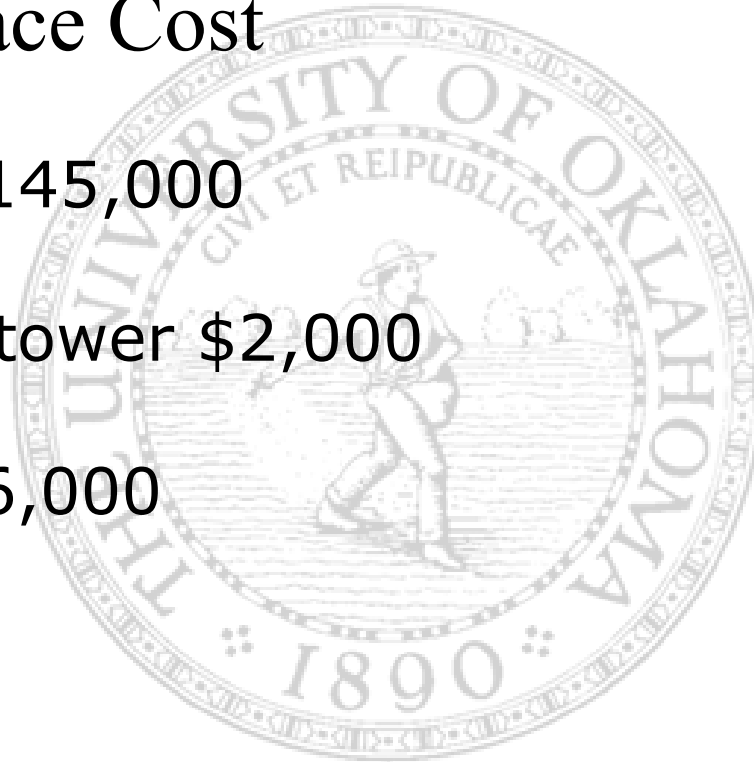 ace Cost
145,000
tower $2,000
5,000
THE UNIVERSITY OF OKLAHOMA
CIVI ET REIPUBLICAE
1890